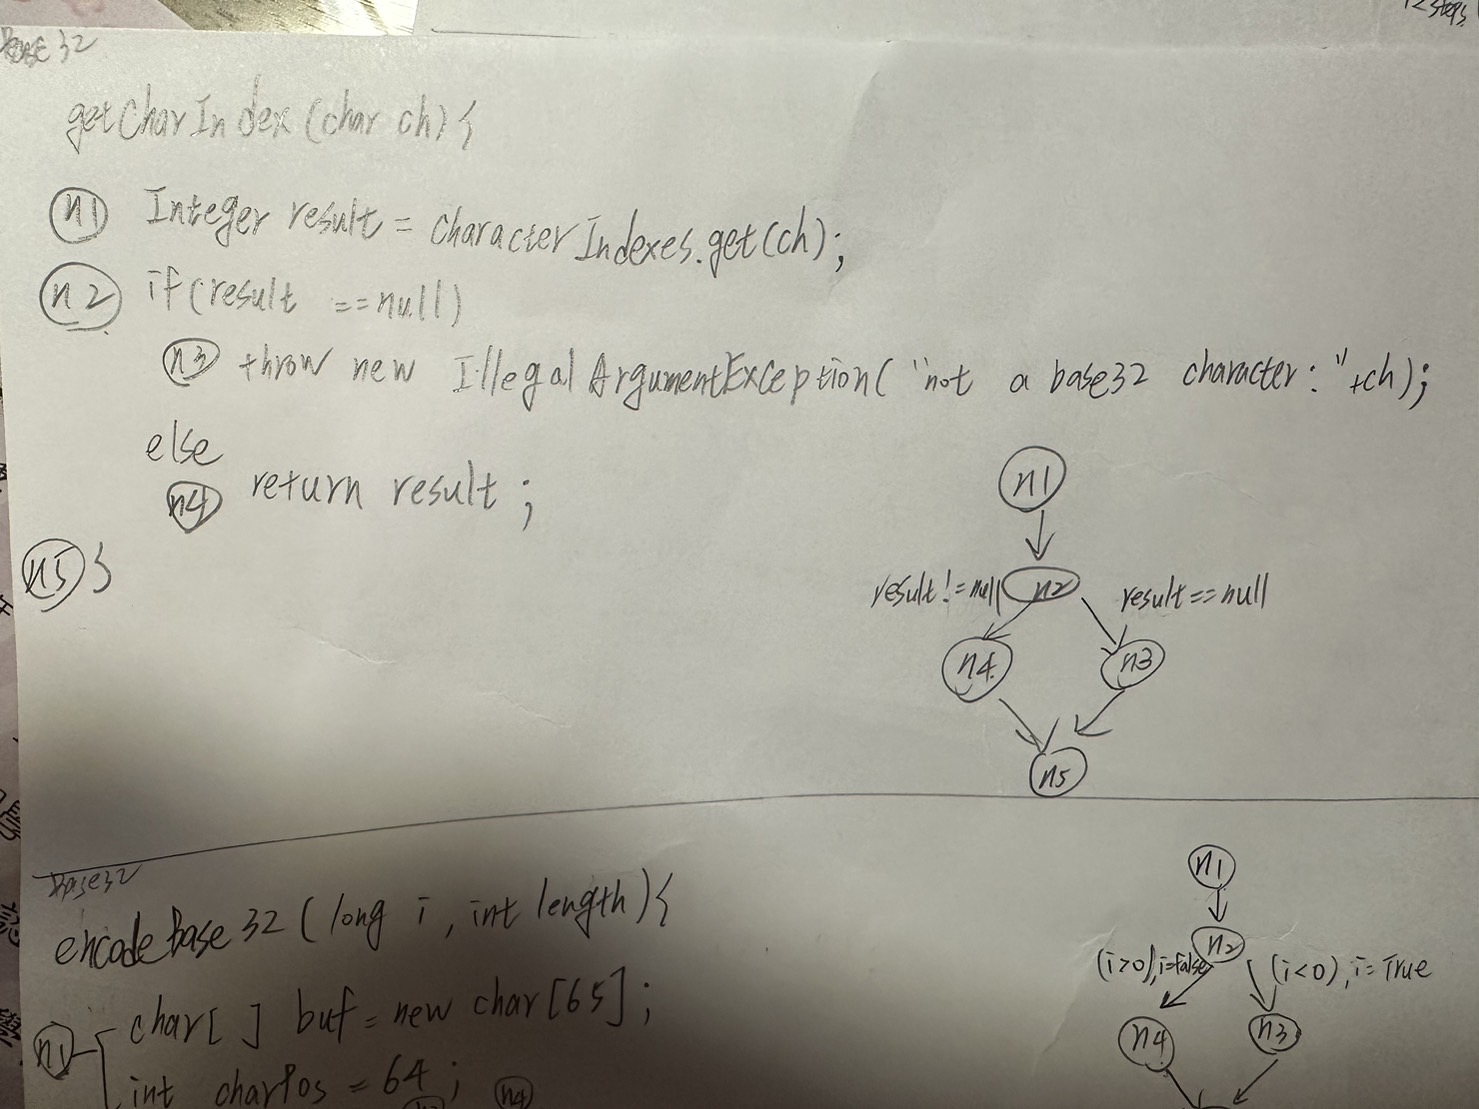 12 steps
Base 32
getCharIndex(char ch){
n1 Integer result = characterIndexes.get(ch);
n2 if(result ==null)
n3 throw new IllegalArgumentException("not a base32 character: "+ch);
else
n4 return result;
n5 }
n1
result!=null n2 result==null
n4 n3
n5
Base32
encodeBase32(long i, int length){
n1 char[ ] buf = new char[65];
int charPos = 64;
n4
n1
n2
(i>0), i=false (i<0), i=True
n4 n3